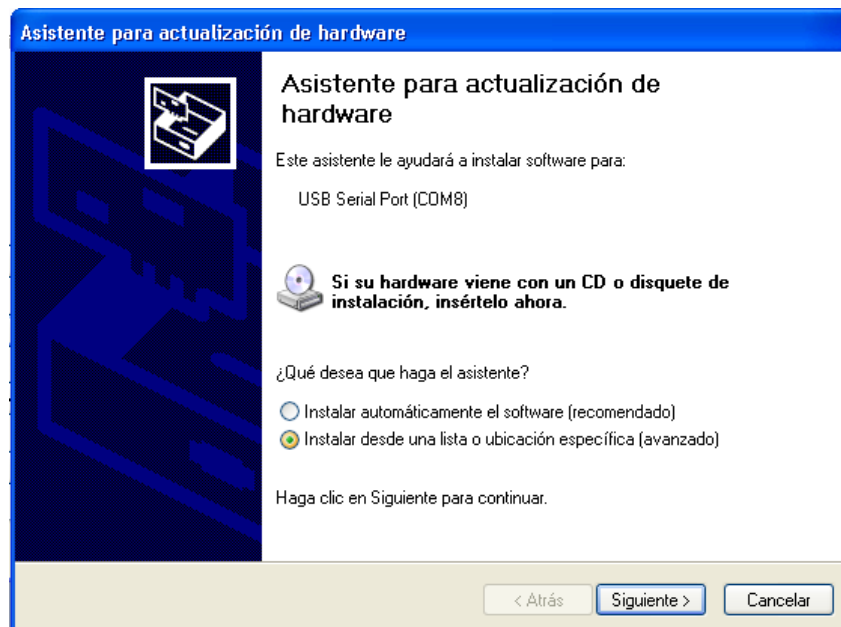 Asistente para actualización de hardware
Asistente para actualización de
hardware
Este asistente le ayudará a instalar software para:
USB Serial Port (COM8)
Si su hardware viene con un CD o disquete de
instalación, insértelo ahora.
¿Qué desea que haga el asistente?
Instalar automáticamente el software (recomendado)
Instalar desde una lista o ubicación específica (avanzado)
Haga clic en Siguiente para continuar.
< Atrás
Siguiente >
Cancelar